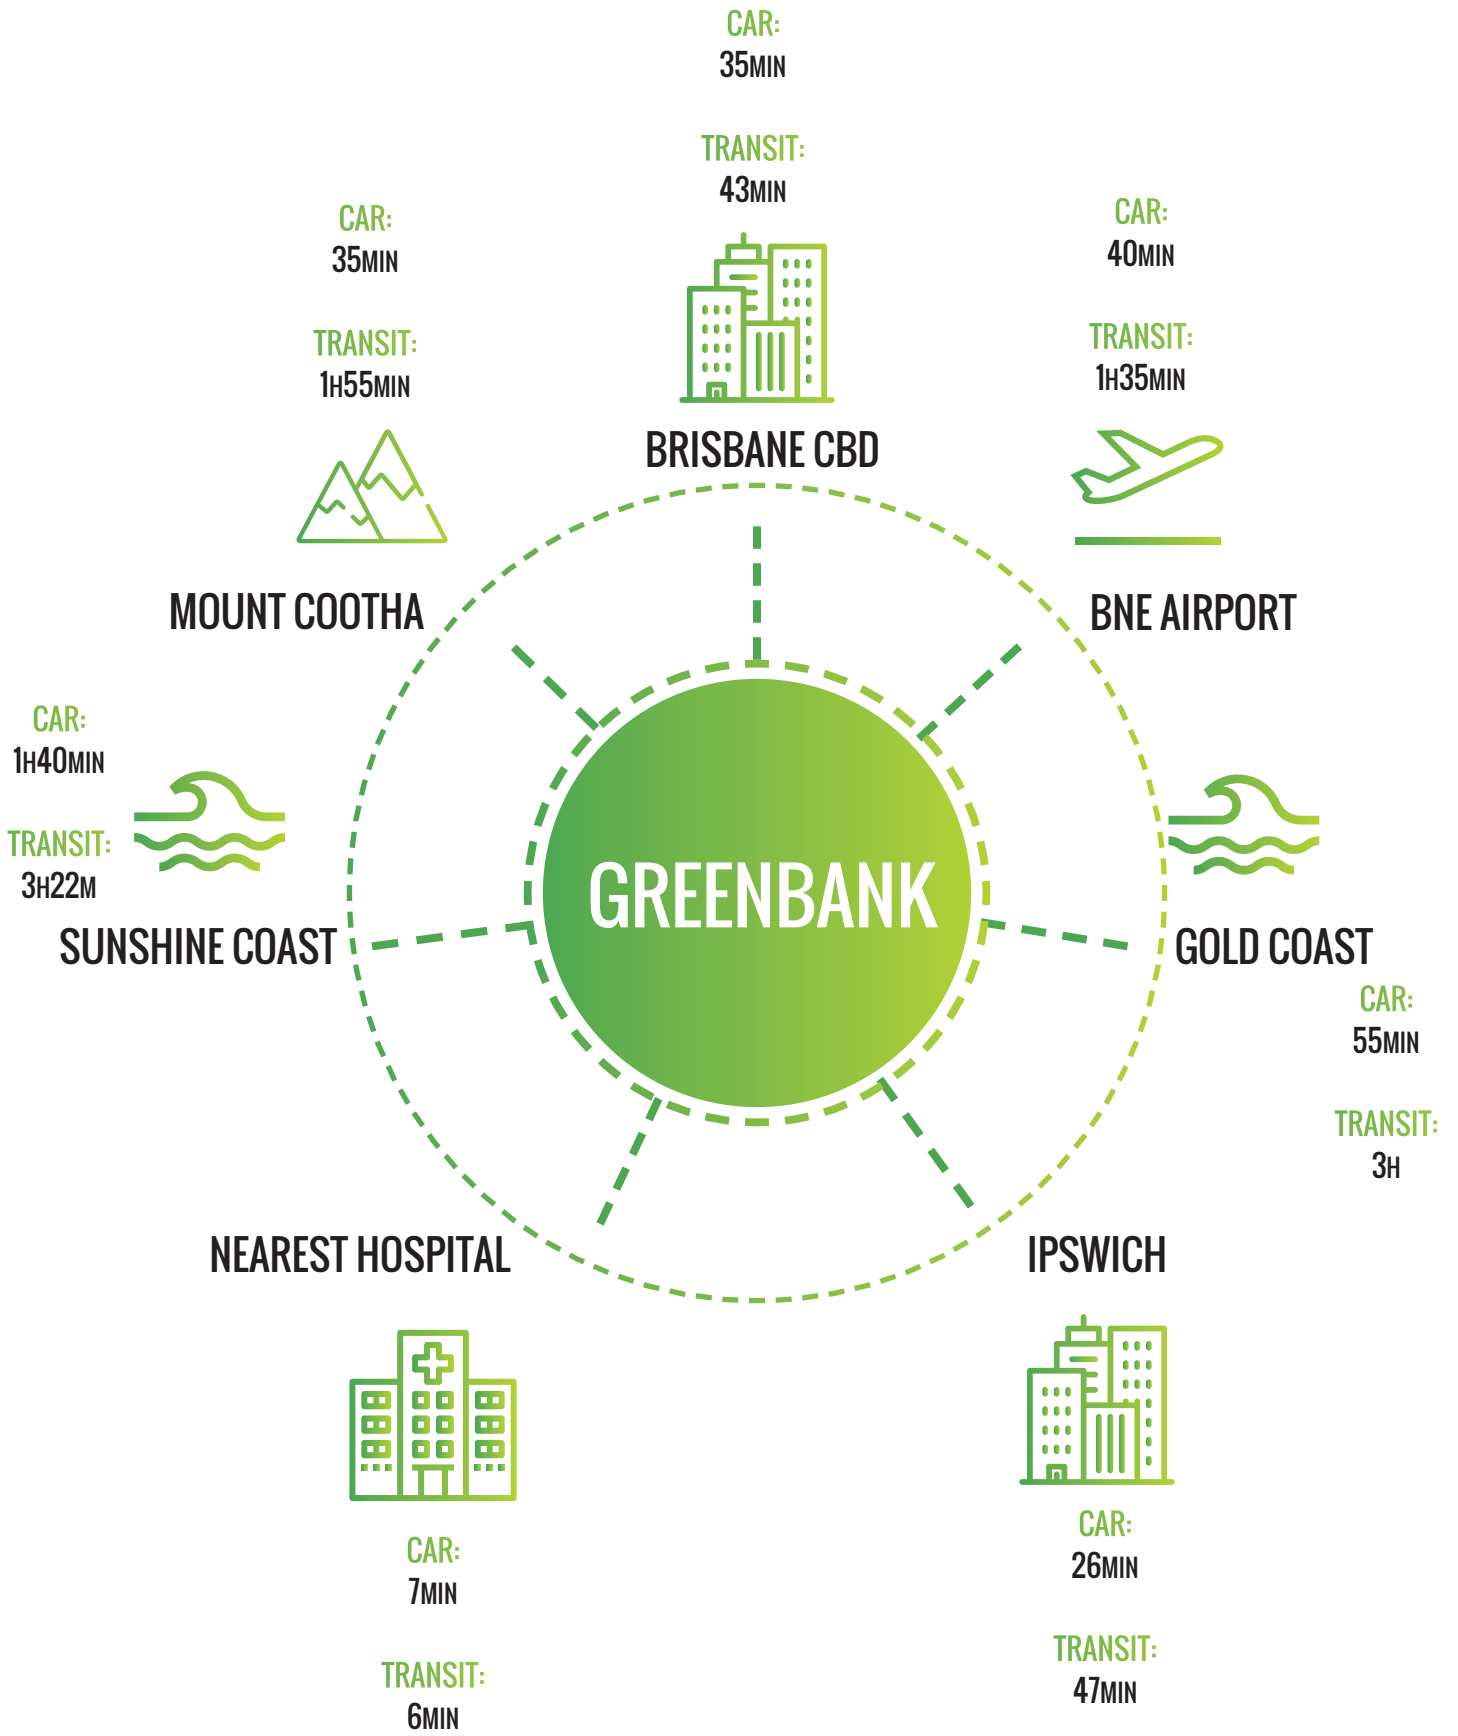 CAR:
35MIN
TRANSIT:
43MIN
BRISBANE CBD
CAR:
35MIN
TRANSIT:
1H55MIN
MOUNT COOTHA
CAR:
40MIN
TRANSIT:
1H35MIN
BNE AIRPORT
CAR:
1H40MIN
TRANSIT:
3H22M
SUNSHINE COAST
GREENBANK
GOLD COAST
CAR:
55MIN
TRANSIT:
3H
NEAREST HOSPITAL
CAR:
7MIN
TRANSIT:
6MIN
IPSWICH
CAR:
26MIN
TRANSIT:
47MIN